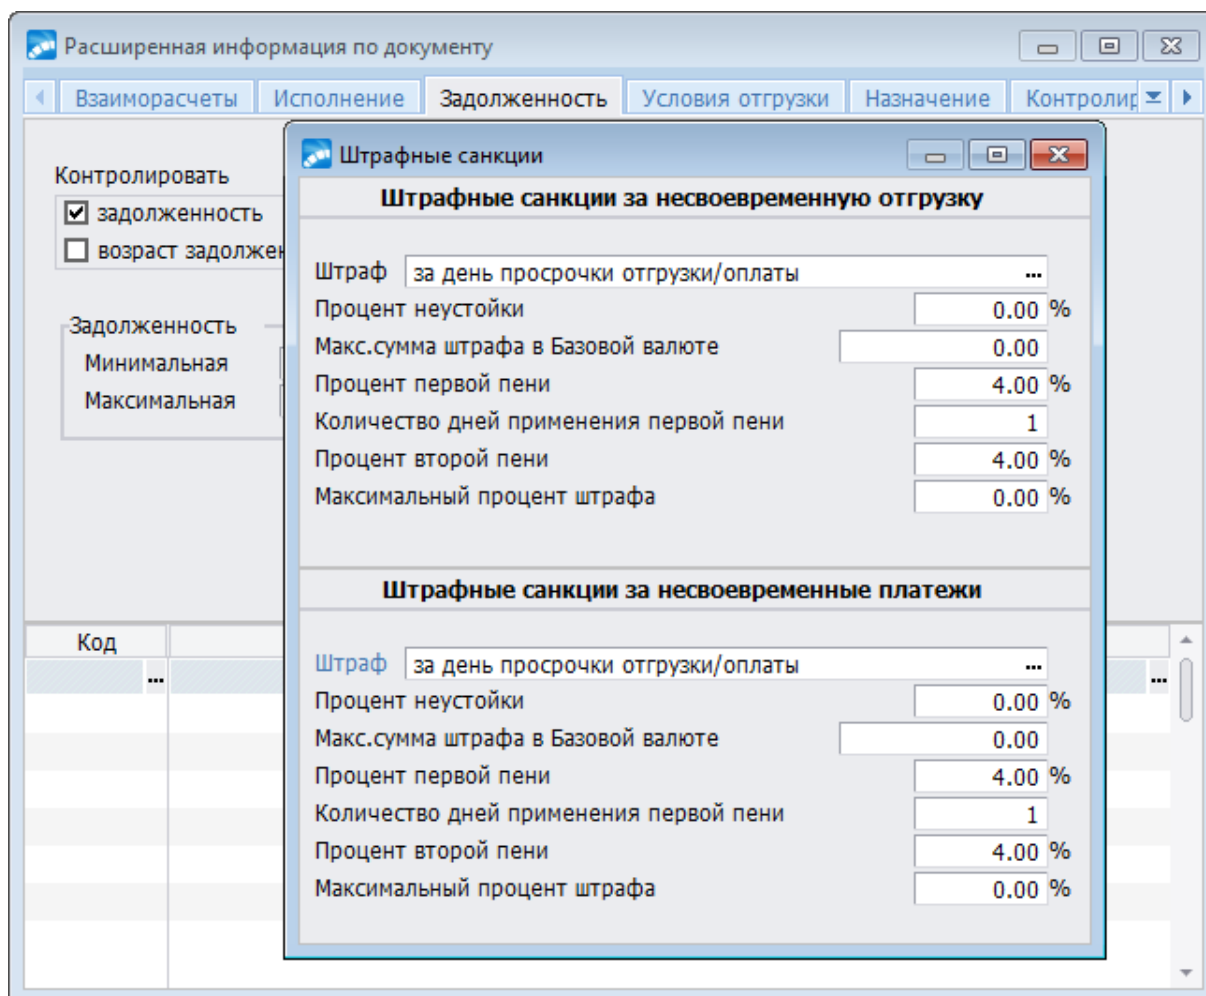 Расширенная информация по документу
Взаиморасчеты Исполнение Задолженность Условия отгрузки Назначение Контролир
Контролировать
задолженность
возраст задолжен
Задолженность
Минимальная
Максимальная
Код
Штрафные санкции
Штрафные санкции за несвоевременную отгрузку
Штраф за день просрочки отгрузки/оплаты ...
Процент неустойки 0.00 %
Макс.сумма штрафа в Базовой валюте 0.00
Процент первой пени 4.00 %
Количество дней применения первой пени 1
Процент второй пени 4.00 %
Максимальный процент штрафа 0.00 %
Штрафные санкции за несвоевременные платежи
Штраф за день просрочки отгрузки/оплаты ...
Процент неустойки 0.00 %
Макс.сумма штрафа в Базовой валюте 0.00
Процент первой пени 4.00 %
Количество дней применения первой пени 1
Процент второй пени 4.00 %
Максимальный процент штрафа 0.00 %